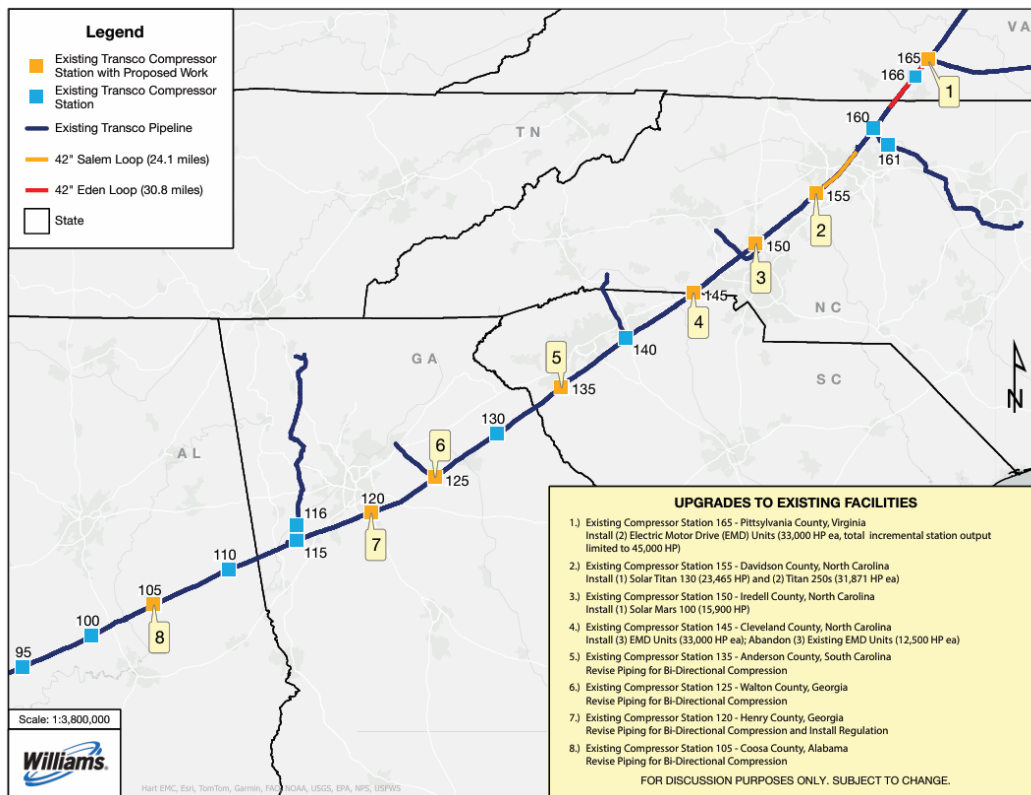 Legend
Existing Transco Compressor
Station with Proposed Work
Existing Transco Compressor
Station
Existing Transco Pipeline
42" Salem Loop (24.1 miles)
42" Eden Loop (30.8 miles)
State
VA
165
166
1
TN
160
161
155
2
150
3
145
4
NC
140
GA
5
135
SC
N
130
6
AL
125
120
116
7
115
110
105
8
100
95
UPGRADES TO EXISTING FACILITIES
1.) Existing Compressor Station 165 - Pittsylvania County, Virginia
Install (2) Electric Motor Drive (EMD) Units (33,000 HP ea, total incremental station output
limited to 45,000 HP)
2.) Existing Compressor Station 155 - Davidson County, North Carolina
Install (1) Solar Titan 130 (23,465 HP) and (2) Titan 250s (31,871 HP ea)
3.) Existing Compressor Station 150 - Iredell County, North Carolina
Install (1) Solar Mars 100 (15,900 HP)
4.) Existing Compressor Station 145 - Cleveland County, North Carolina
Install (3) EMD Units (33,000 HP ea); Abandon (3) Existing EMD Units (12,500 HP ea)
5.) Existing Compressor Station 135 - Anderson County, South Carolina
Revise Piping for Bi-Directional Compression
6.) Existing Compressor Station 125 - Walton County, Georgia
Revise Piping for Bi-Directional Compression
7.) Existing Compressor Station 120 - Henry County, Georgia
Revise Piping for Bi-Directional Compression and Install Regulation
8.) Existing Compressor Station 105 - Coosa County, Alabama
Revise Piping for Bi-Directional Compression
FOR DISCUSSION PURPOSES ONLY. SUBJECT TO CHANGE.
Scale: 1:3,800,000
Williams
Hart EMC, Esri, TomTom, Garmin, FAO, NOAA, USGS, EPA, NPS, USFWS